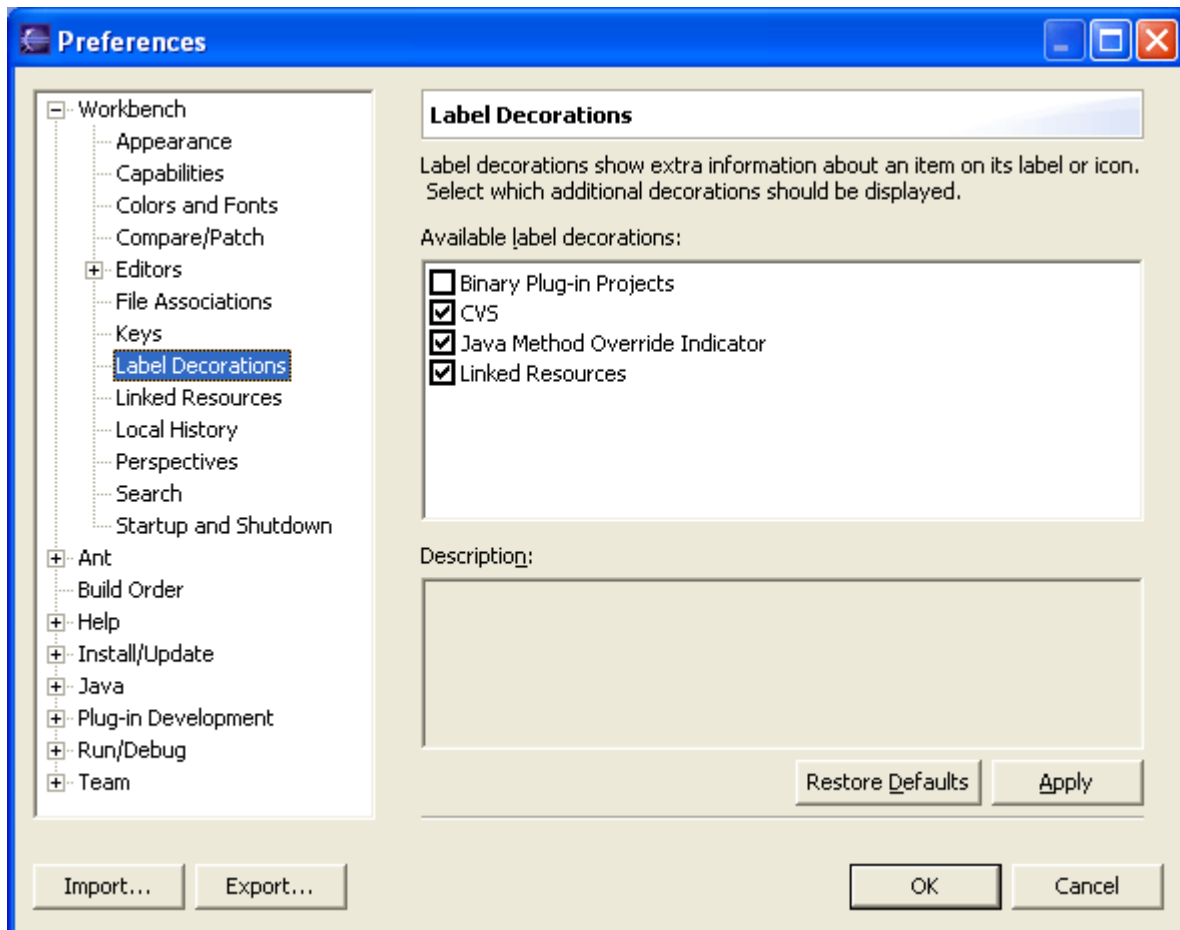 Preferences
Workbench
Appearance
Capabilities
Colors and Fonts
Compare/Patch
Editors
File Associations
Keys
Label Decorations
Linked Resources
Local History
Perspectives
Search
Startup and Shutdown
Ant
Build Order
Help
Install/Update
Java
Plug-in Development
Run/Debug
Team
Label Decorations
Label decorations show extra information about an item on its label or icon.
Select which additional decorations should be displayed.
Available label decorations:
Binary Plug-in Projects
CVS
Java Method Override Indicator
Linked Resources
Description:
Restore Defaults
Apply
Import...
Export...
OK
Cancel